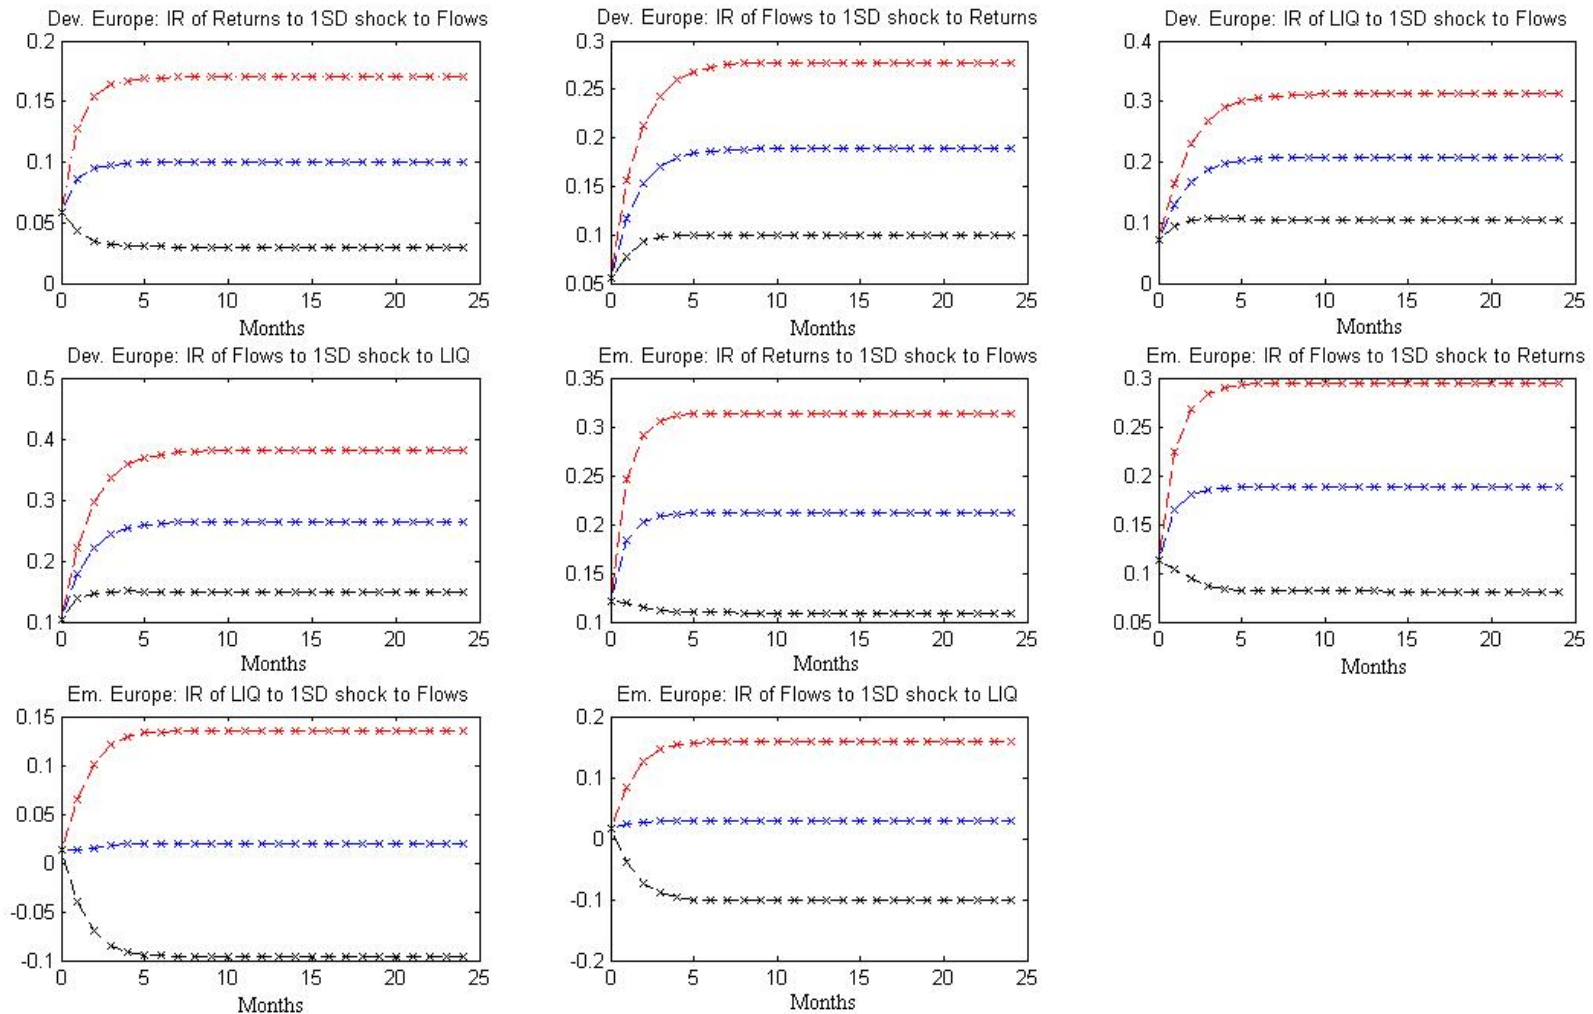 Dev. Europe: IR of Returns to 1SD shock to Flows
0.2
0.15
0.1
0.05
0
0 5 10 15 20 25
Months
Dev. Europe: IR of Flows to 1SD shock to Returns
0.3
0.25
0.2
0.15
0.1
0.05
0 5 10 15 20 25
Months
Dev. Europe: IR of LIQ to 1SD shock to Flows
0.4
0.3
0.2
0.1
0
0 5 10 15 20 25
Months
Dev. Europe: IR of Flows to 1SD shock to LIQ
0.5
0.4
0.3
0.2
0.1
0 5 10 15 20 25
Months
Em. Europe: IR of Returns to 1SD shock to Flows
0.35
0.3
0.25
0.2
0.15
0.1
0 5 10 15 20 25
Months
Em. Europe: IR of Flows to 1SD shock to Returns
0.3
0.25
0.2
0.15
0.1
0.05
0 5 10 15 20 25
Months
Em. Europe: IR of LIQ to 1SD shock to Flows
0.15
0.1
0.05
0
-0.05
-0.1
0 5 10 15 20 25
Months
Em. Europe: IR of Flows to 1SD shock to LIQ
0.2
0.1
0
-0.1
-0.2
0 5 10 15 20 25
Months